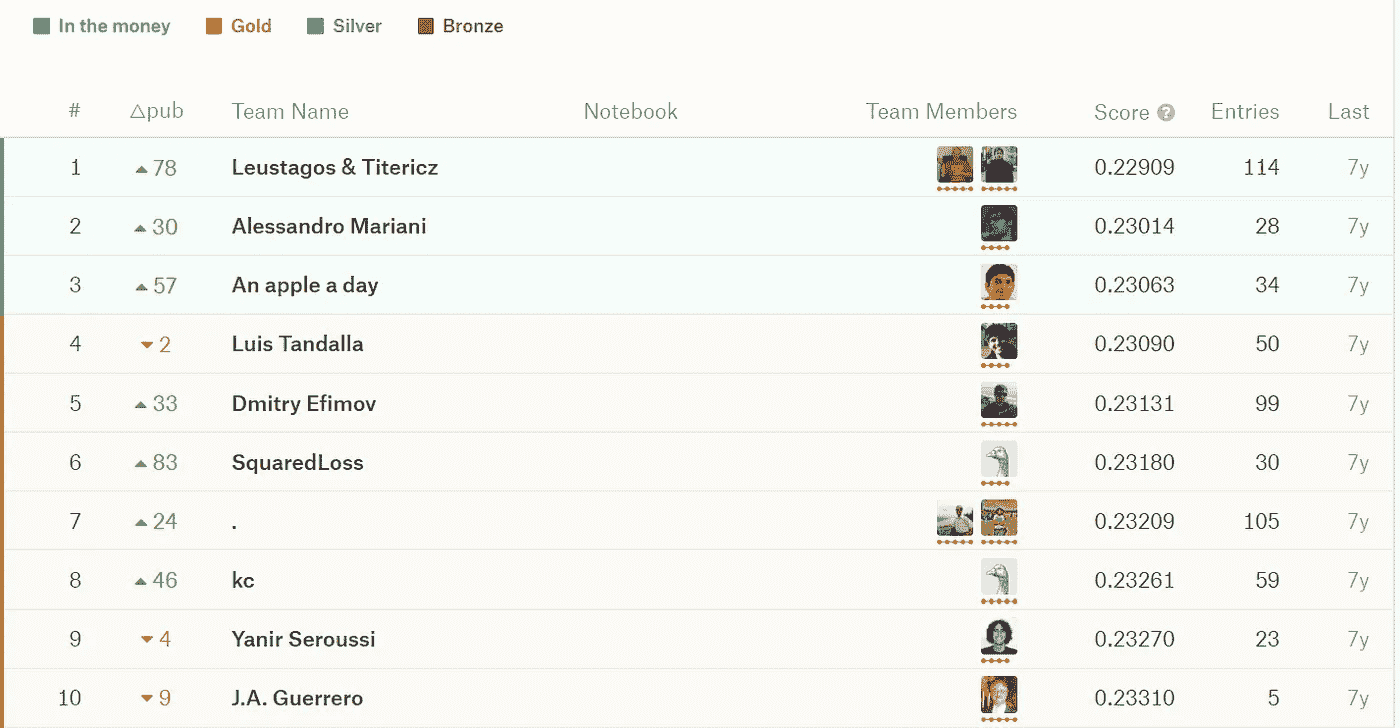 In the money Gold Silver Bronze
# △pub Team Name Notebook Team Members Score ? Entries Last
1 ▲78 Leustagos & Titericz 0.22909 114 7y
2 ▲30 Alessandro Mariani 0.23014 28 7y
3 ▲57 An apple a day 0.23063 34 7y
4 ▼2 Luis Tandalla 0.23090 50 7y
5 ▲33 Dmitry Efimov 0.23131 99 7y
6 ▲83 SquaredLoss 0.23180 30 7y
7 ▲24 . 0.23209 105 7y
8 ▲46 kc 0.23261 59 7y
9 ▼4 Yanir Seroussi 0.23270 23 7y
10 ▼9 J.A. Guerrero 0.23310 5 7y